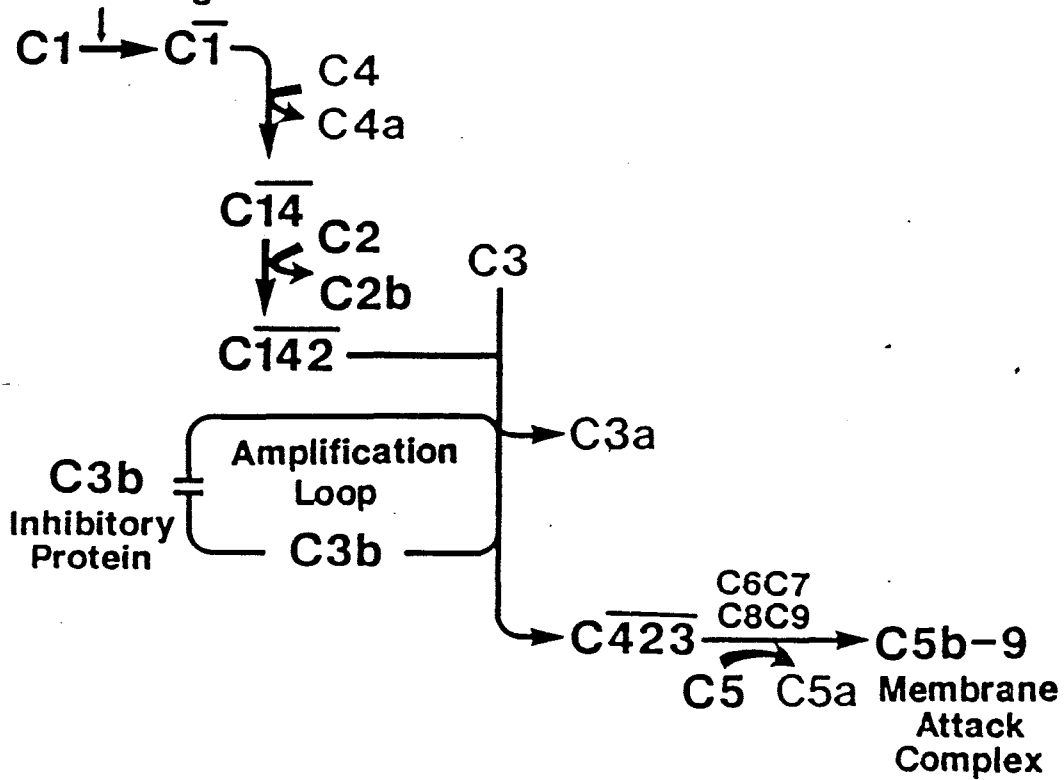 C1
C1̅
C4
C4a
C1̅4̅
C2
C2b
C3
C1̅4̅2̅
C3a
Amplification
Loop
C3b
Inhibitory
Protein
C3b
C6C7
C8C9
C4̅2̅3̅
C5b-9
C5
C5a
Membrane
Attack
Complex